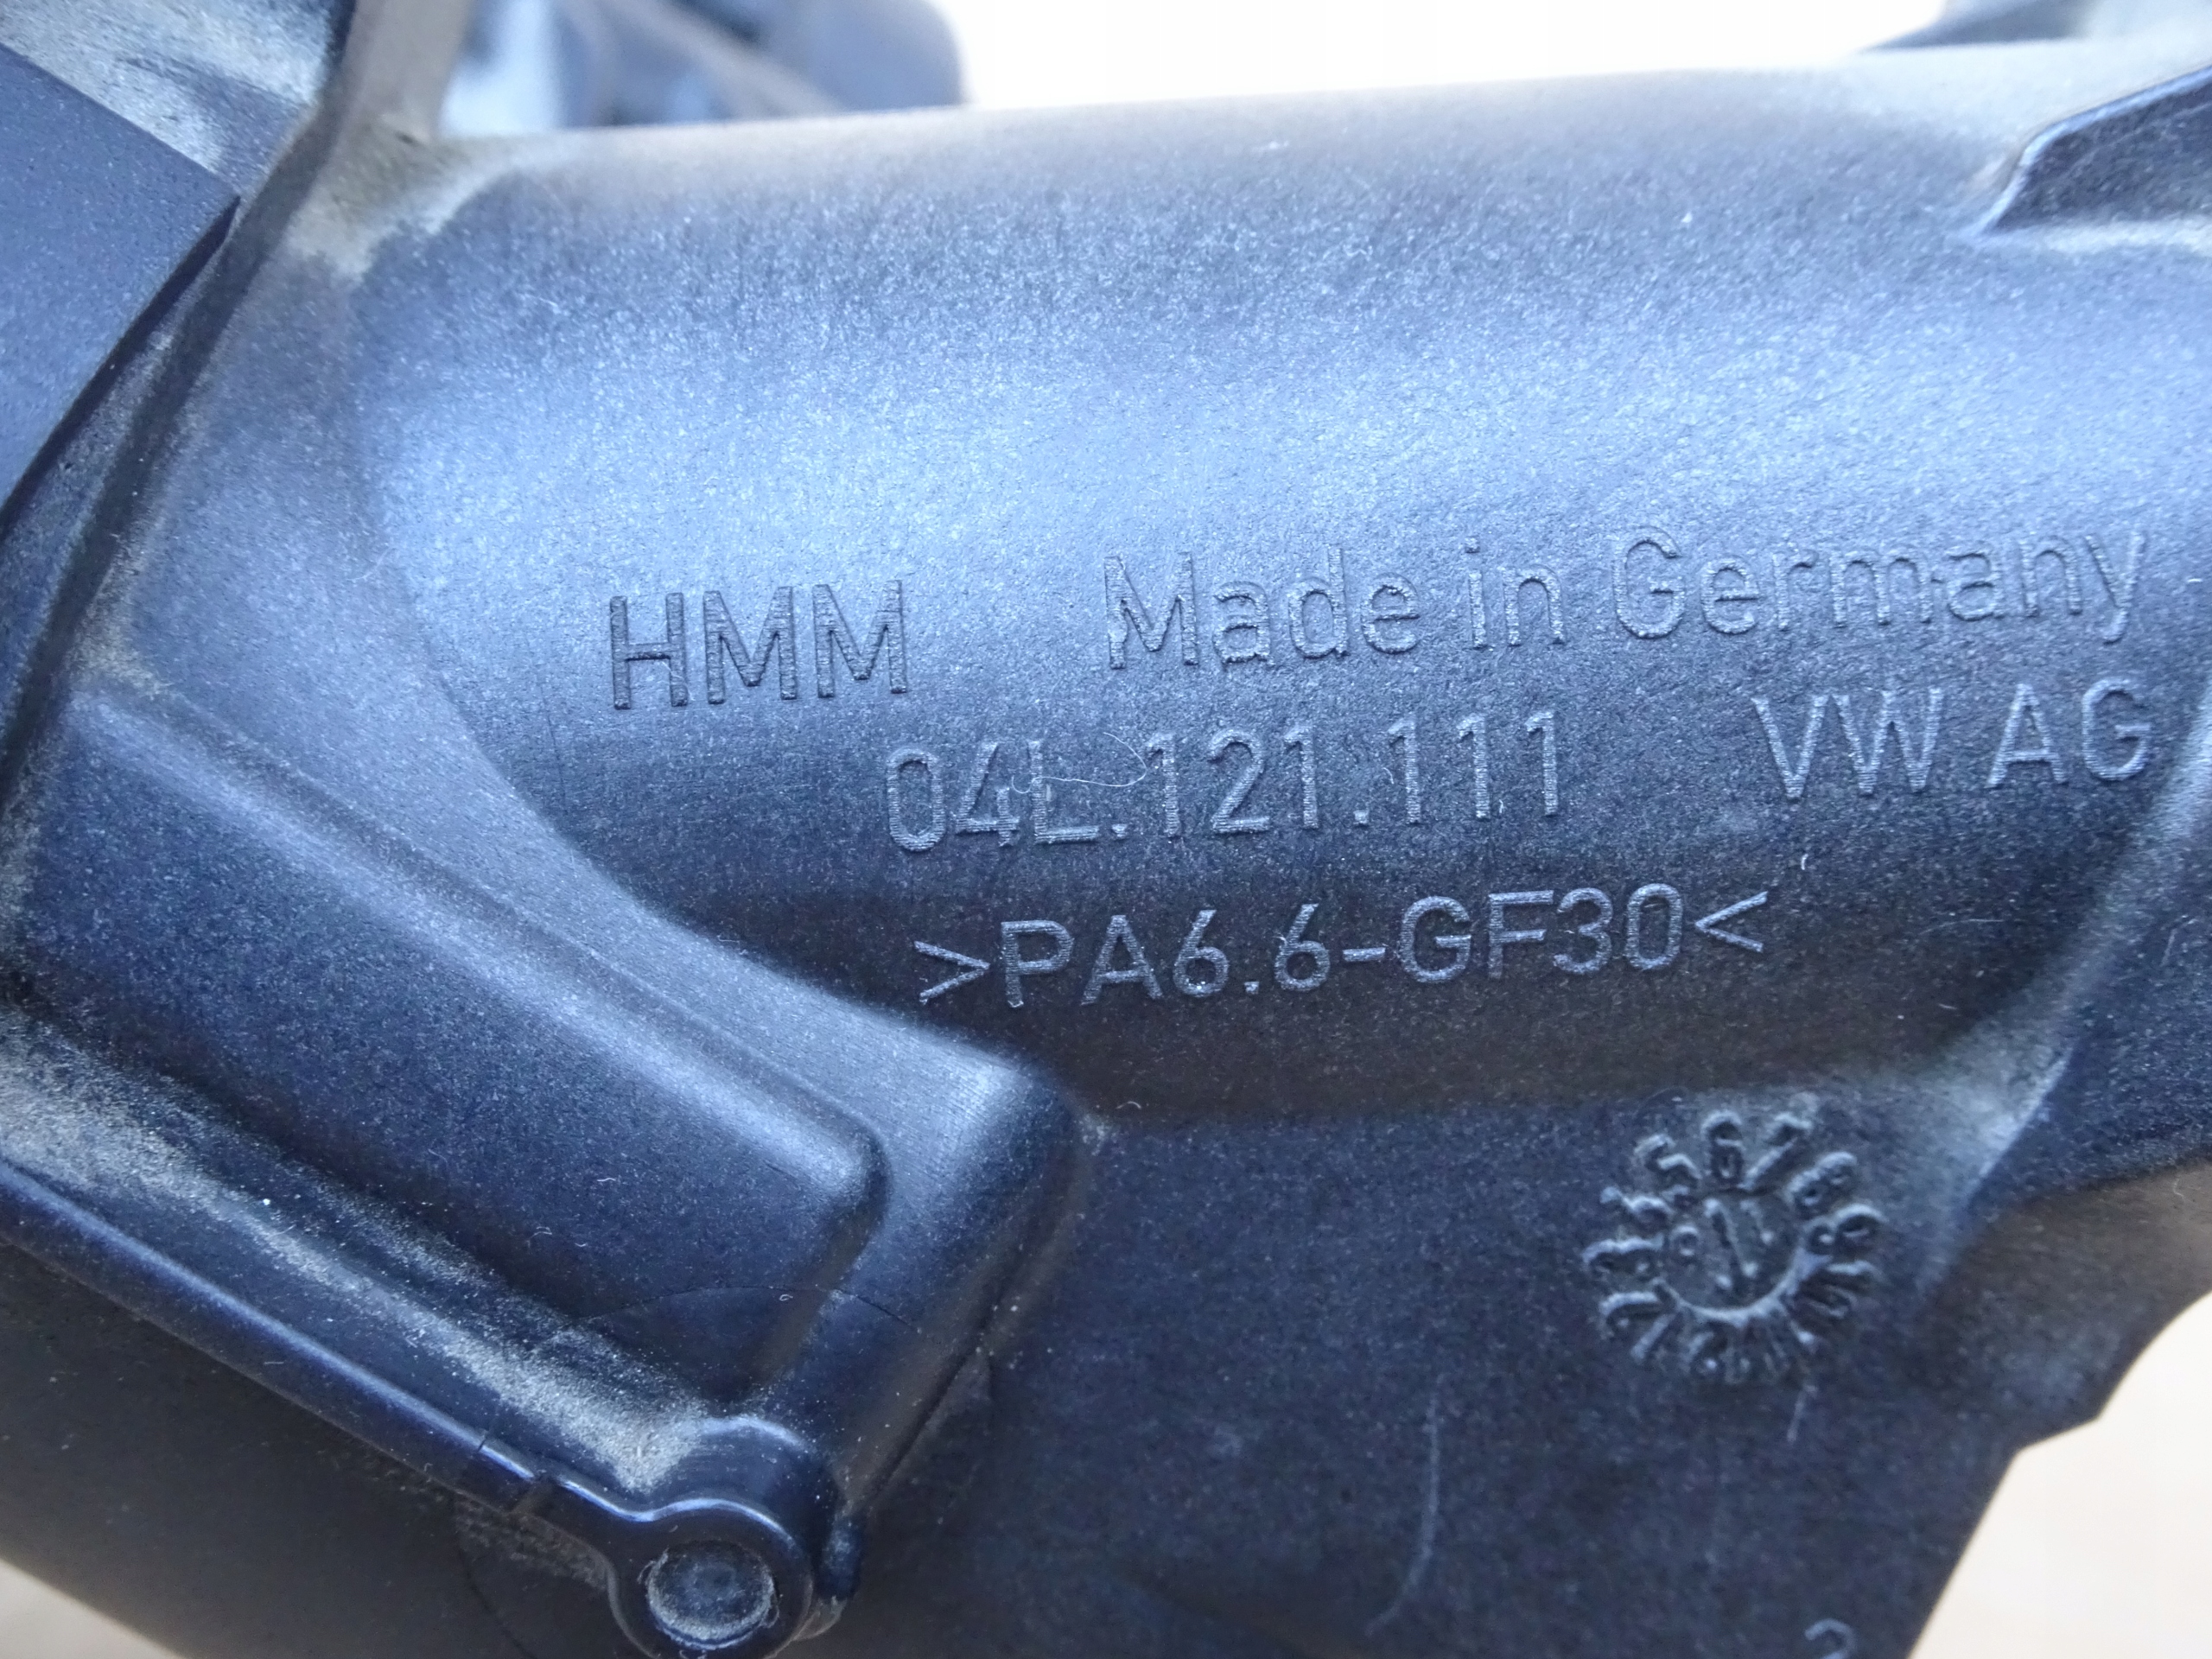 HMM Made in Germany
04L.121.111 VW AG
>PA6.6-GF30<